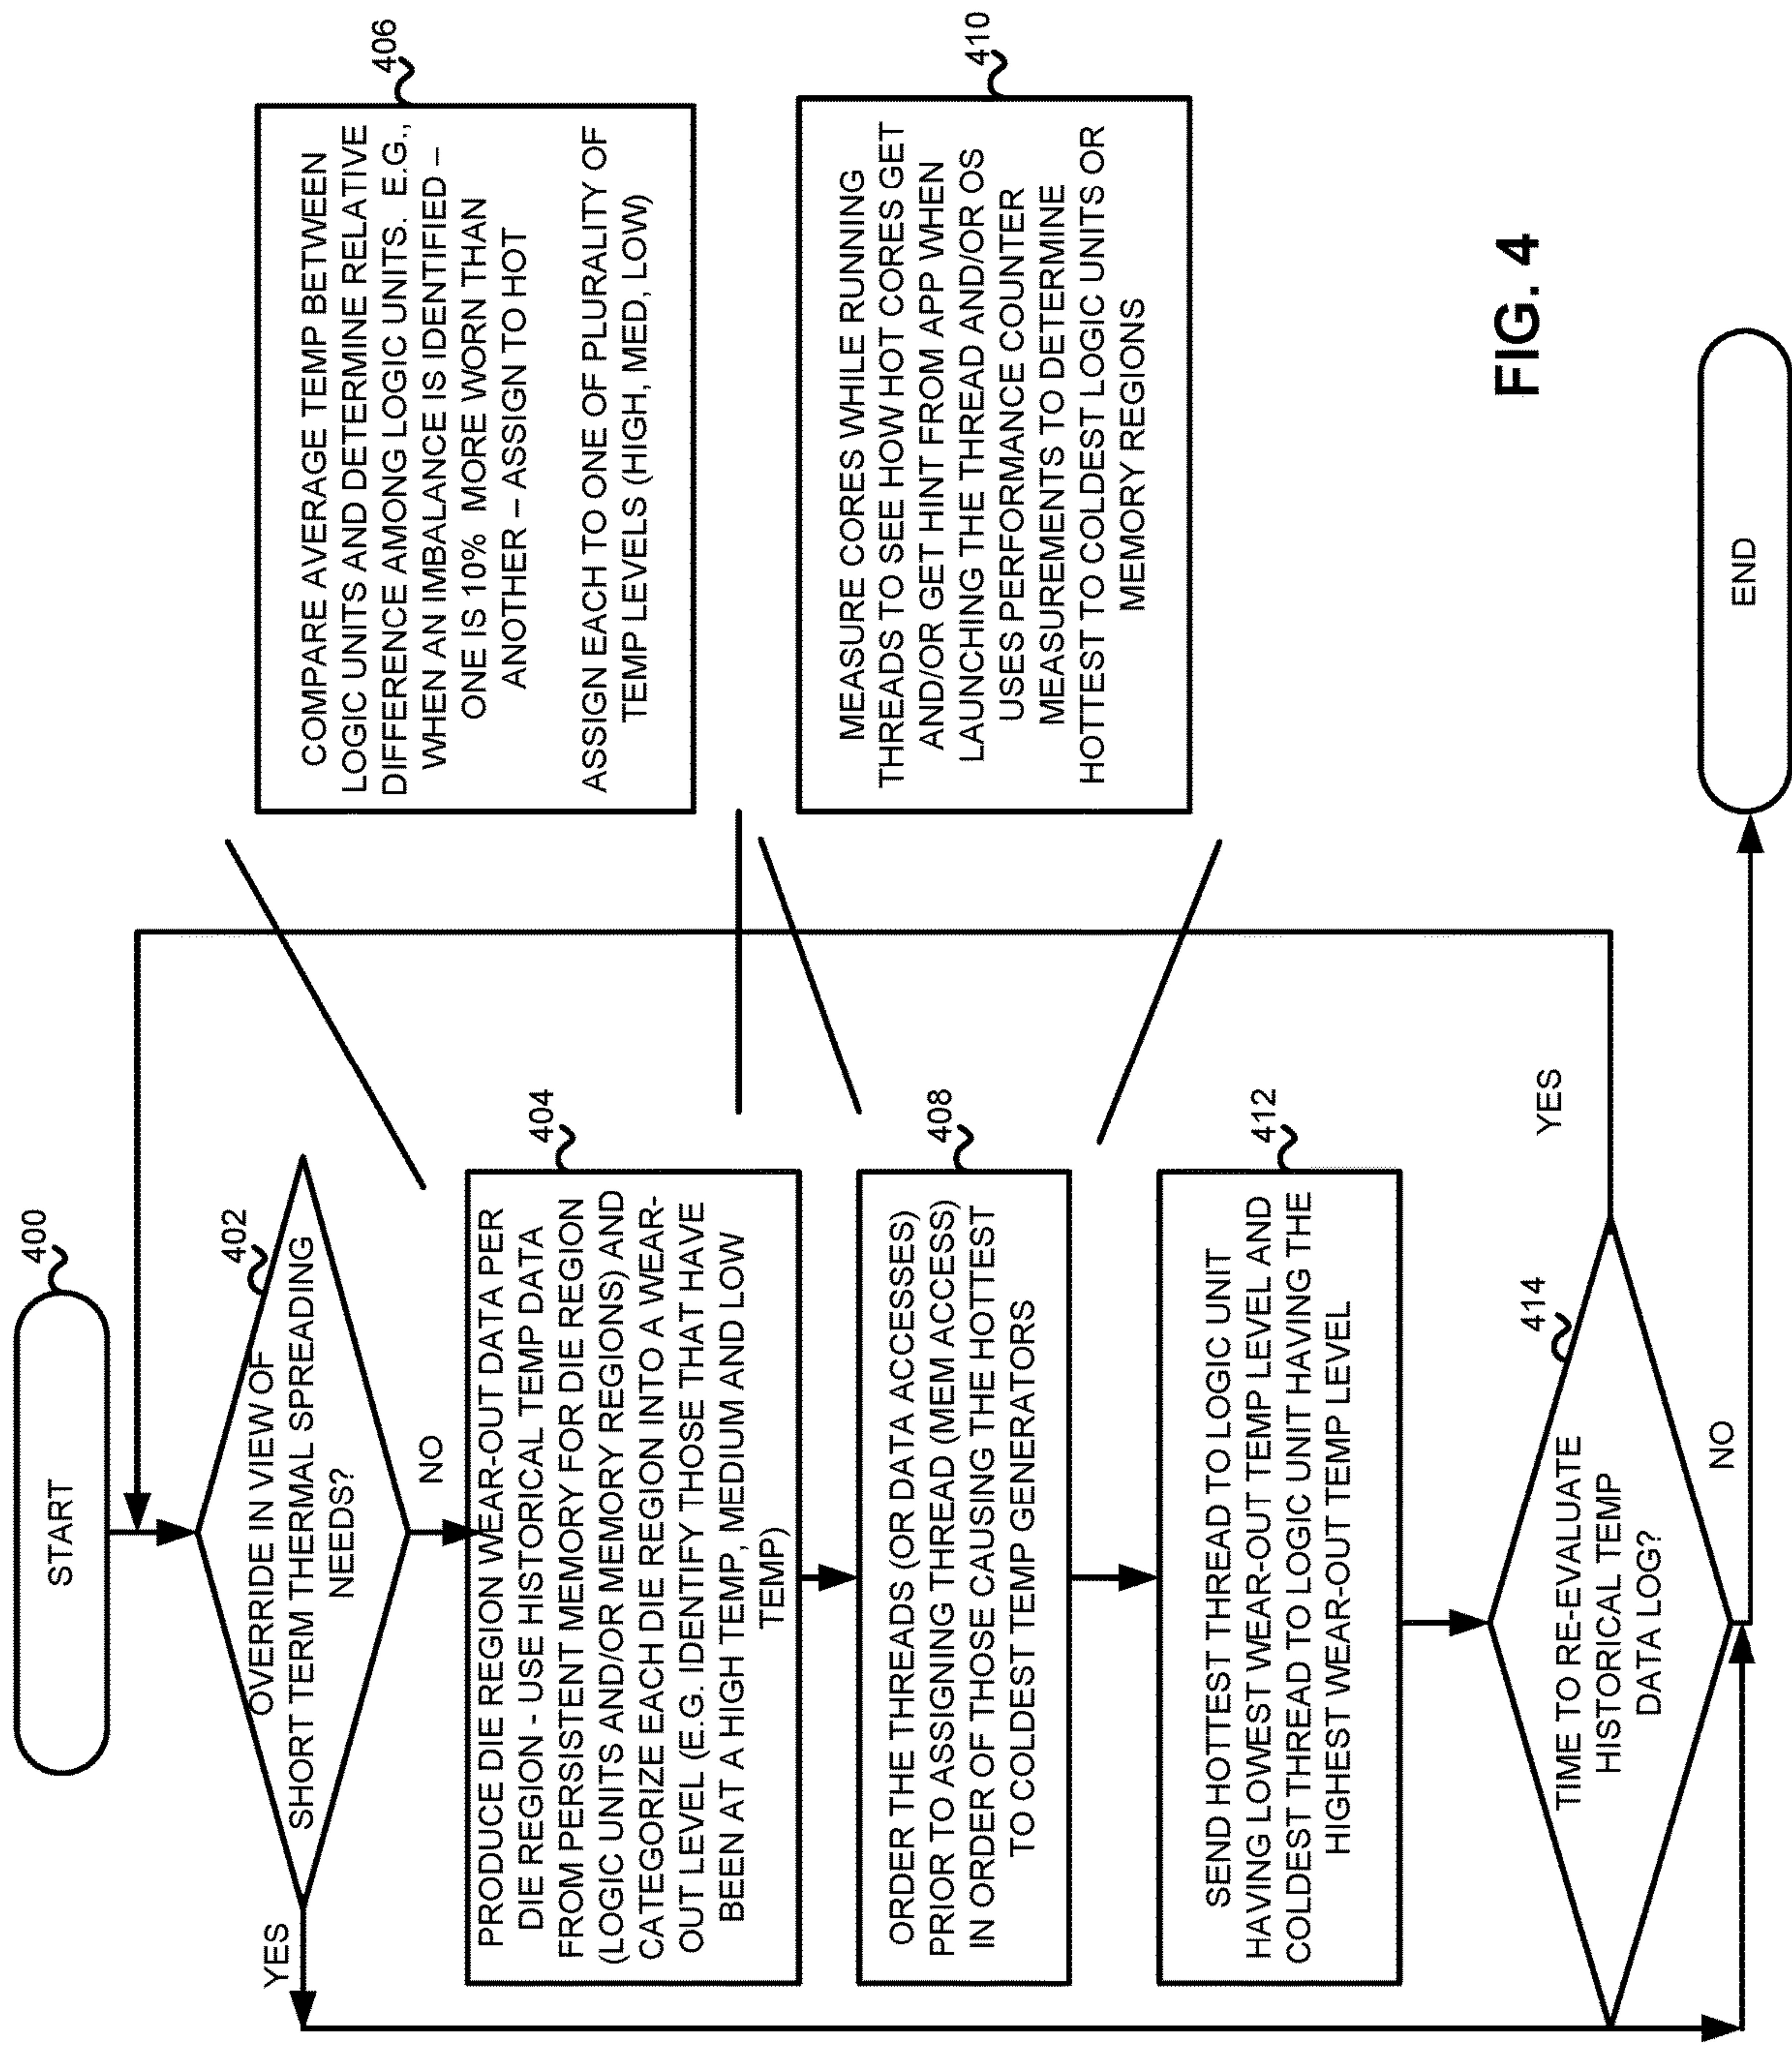 START
400
OVERRIDE IN VIEW OF
SHORT TERM THERMAL SPREADING
NEEDS?
402
YES
NO
PRODUCE DIE REGION WEAR-OUT DATA PER
DIE REGION - USE HISTORICAL TEMP DATA
FROM PERSISTENT MEMORY FOR DIE REGION
(LOGIC UNITS AND/OR MEMORY REGIONS) AND
CATEGORIZE EACH DIE REGION INTO A WEAR-
OUT LEVEL (E.G. IDENTIFY THOSE THAT HAVE
BEEN AT A HIGH TEMP, MEDIUM AND LOW
TEMP)
404
COMPARE AVERAGE TEMP BETWEEN
LOGIC UNITS AND DETERMINE RELATIVE
DIFFERENCE AMONG LOGIC UNITS. E.G.,
WHEN AN IMBALANCE IS IDENTIFIED –
ONE IS 10% MORE WORN THAN
ANOTHER – ASSIGN TO HOT
ASSIGN EACH TO ONE OF PLURALITY OF
TEMP LEVELS (HIGH, MED, LOW)
406
ORDER THE THREADS (OR DATA ACCESSES)
PRIOR TO ASSIGNING THREAD (MEM ACCESS)
IN ORDER OF THOSE CAUSING THE HOTTEST
TO COLDEST TEMP GENERATORS
408
MEASURE CORES WHILE RUNNING
THREADS TO SEE HOW HOT CORES GET
AND/OR GET HINT FROM APP WHEN
LAUNCHING THE THREAD AND/OR OS
USES PERFORMANCE COUNTER
MEASUREMENTS TO DETERMINE
HOTTEST TO COLDEST LOGIC UNITS OR
MEMORY REGIONS
410
SEND HOTTEST THREAD TO LOGIC UNIT
HAVING LOWEST WEAR-OUT TEMP LEVEL AND
COLDEST THREAD TO LOGIC UNIT HAVING THE
HIGHEST WEAR-OUT TEMP LEVEL
412
TIME TO RE-EVALUATE
HISTORICAL TEMP
DATA LOG?
414
YES
NO
END
FIG. 4